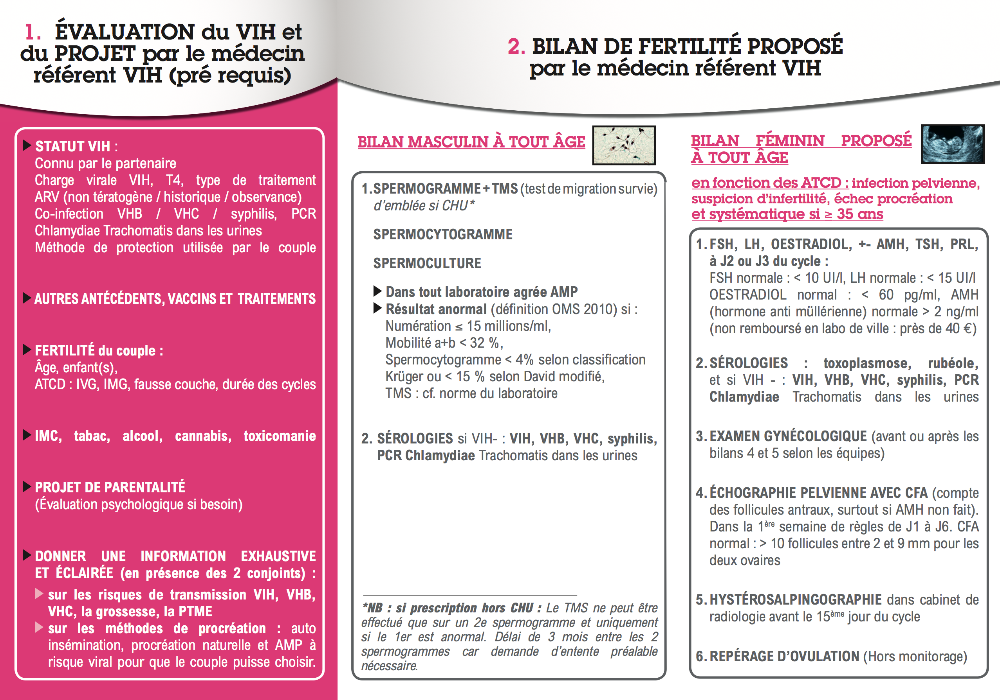 1. ÉVALUATION du VIH et
du PROJET par le médecin
référent VIH (pré requis)
STATUT VIH :
Connu par le partenaire
Charge virale VIH, T4, type de traitement
ARV (non tératogène / historique / observance)
Co-infection VHB / VHC / syphilis, PCR
Chlamydiae Trachomatis dans les urines
Méthode de protection utilisée par le couple
AUTRES ANTÉCÉDENTS, VACCINS ET TRAITEMENTS
FERTILITÉ du couple :
Âge, enfant(s),
ATCD : IVG, IMG, fausse couche, durée des cycles
IMC, tabac, alcool, cannabis, toxicomanie
PROJET DE PARENTALITÉ
(Évaluation psychologique si besoin)
DONNER UNE INFORMATION EXHAUSTIVE
ET ÉCLAIRÉE (en présence des 2 conjoints) :
sur les risques de transmission VIH, VHB,
VHC, la grossesse, la PTME
sur les méthodes de procréation : auto
insémination, procréation naturelle et AMP à
risque viral pour que le couple puisse choisir.
2. BILAN DE FERTILITÉ PROPOSÉ
par le médecin référent VIH
BILAN MASCULIN À TOUT ÂGE
1. SPERMOGRAMME + TMS (test de migration survie)
d’emblée si CHU*
SPERMOCYTOGRAMME
SPERMOCULTURE
Dans tout laboratoire agrée AMP
Résultat anormal (définition OMS 2010) si :
Numération ≤ 15 millions/ml,
Mobilité a+b < 32 %,
Spermocytogramme < 4% selon classification
Krüger ou < 15 % selon David modifié,
TMS : cf. norme du laboratoire
2. SÉROLOGIES si VIH- : VIH, VHB, VHC, syphilis,
PCR Chlamydiae Trachomatis dans les urines
*NB : si prescription hors CHU : Le TMS ne peut être
effectué que sur un 2e spermogramme et uniquement
si le 1er est anormal. Délai de 3 mois entre les 2
spermogrammes car demande d’entente préalable
nécessaire.
BILAN FÉMININ PROPOSÉ
À TOUT ÂGE
en fonction des ATCD : infection pelvienne,
suspicion d’infertilité, échec procréation
et systématique si ≥ 35 ans
1. FSH, LH, OESTRADIOL, +- AMH, TSH, PRL,
à J2 ou J3 du cycle :
FSH normale : < 10 UI/l, LH normale : < 15 UI/l
OESTRADIOL normal : < 60 pg/ml, AMH
(hormone anti müllérienne) normale > 2 ng/ml
(non remboursé en labo de ville : près de 40 €)
2. SÉROLOGIES : toxoplasmose, rubéole,
et si VIH - : VIH, VHB, VHC, syphilis, PCR
Chlamydiae Trachomatis dans les urines
3. EXAMEN GYNÉCOLOGIQUE (avant ou après les
bilans 4 et 5 selon les équipes)
4. ÉCHOGRAPHIE PELVIENNE AVEC CFA (compte
des follicules antraux, surtout si AMH non fait).
Dans la 1ère semaine de règles de J1 à J6. CFA
normal : > 10 follicules entre 2 et 9 mm pour les
deux ovaires
5. HYSTÉROSALPINGOGRAPHIE dans cabinet de
radiologie avant le 15ème jour du cycle
6. REPÉRAGE D’OVULATION (Hors monitorage)